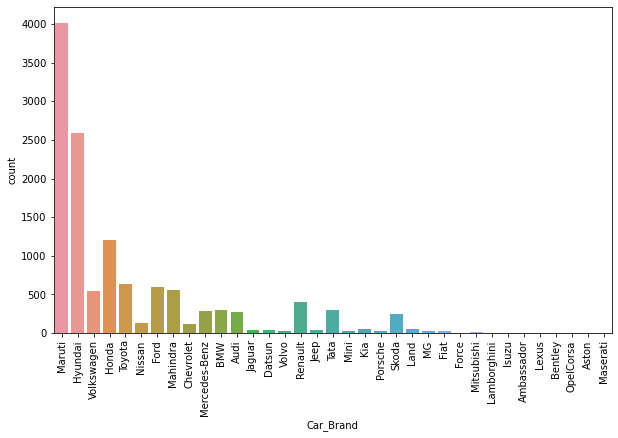 4000
3500
3000
2500
2000
1500
1000
500
0
count
Maruti
Hyundai
Volkswagen
Honda
Toyota
Nissan
Ford
Mahindra
Chevrolet
Mercedes-Benz
BMW
Audi
Jaguar
Datsun
Volvo
Renault
Jeep
Tata
Mini
Kia
Porsche
Skoda
Land
MG
Fiat
Force
Mitsubishi
Lamborghini
Isuzu
Ambassador
Lexus
Bentley
OpelCorsa
Aston
Maserati
Car_Brand